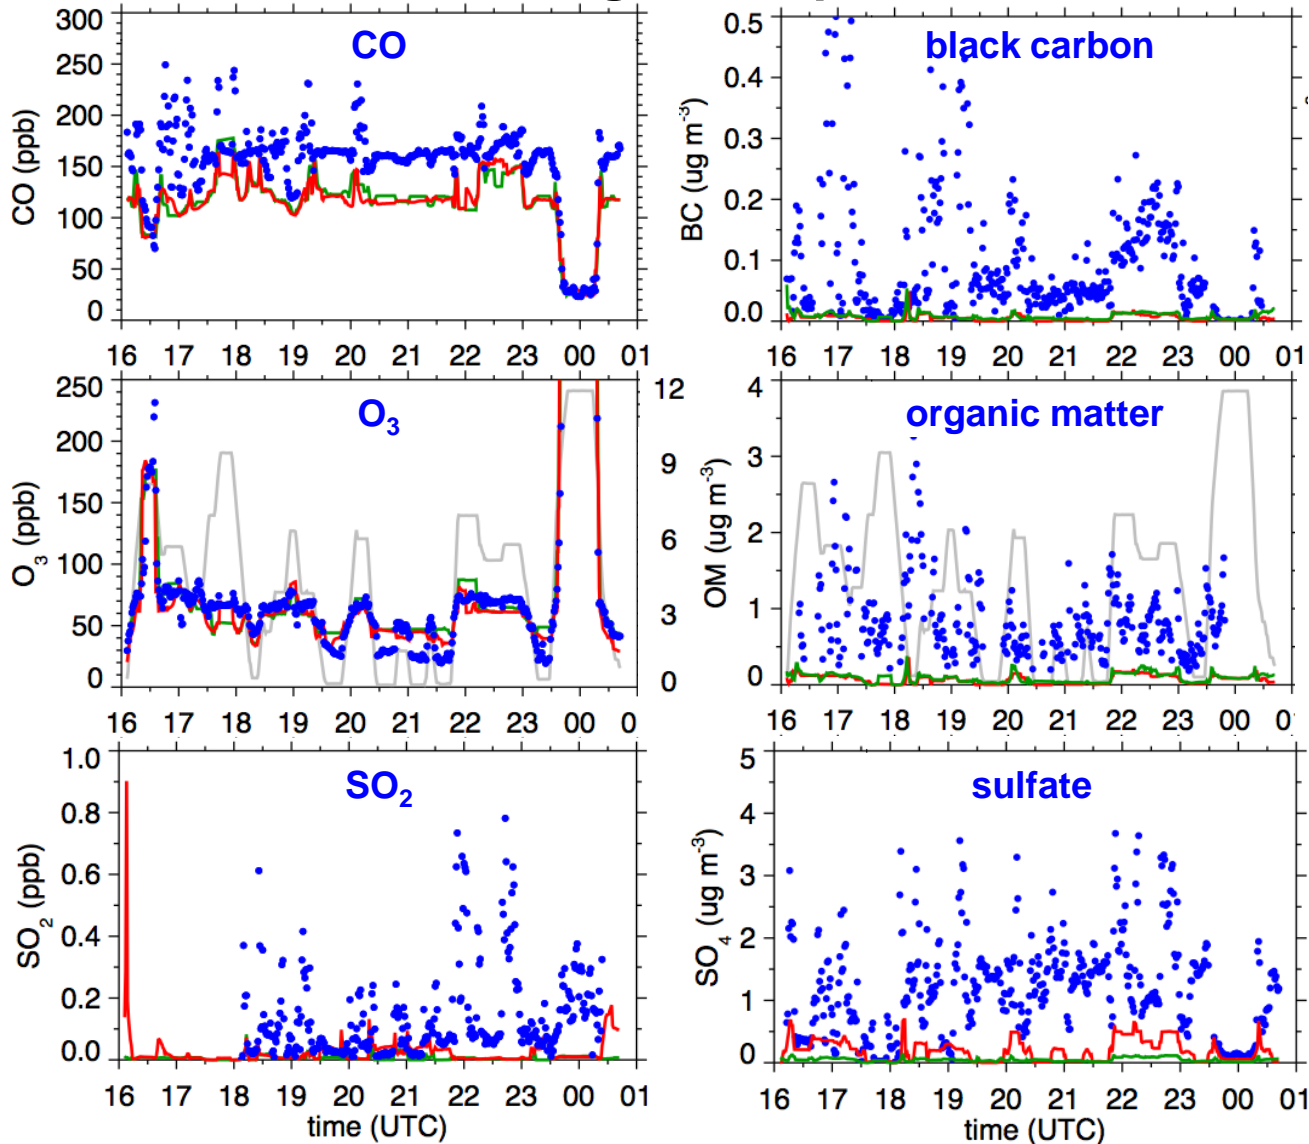 CO
CO (ppb)
300
250
200
150
100
50
0
16 17 18 19 20 21 22 23 00 01
black carbon
BC (ug m-3)
0.5
0.4
0.3
0.2
0.1
0.0
16 17 18 19 20 21 22 23 00 01
O3
O3 (ppb)
250
200
150
100
50
0
12
9
6
3
0
16 17 18 19 20 21 22 23 00 0
organic matter
OM (ug m-3)
4
3
2
1
0
16 17 18 19 20 21 22 23 00 01
SO2
SO2 (ppb)
1.0
0.8
0.6
0.4
0.2
0.0
16 17 18 19 20 21 22 23 00 01
time (UTC)
sulfate
SO4 (ug m-3)
5
4
3
2
1
0
16 17 18 19 20 21 22 23 00 01
time (UTC)